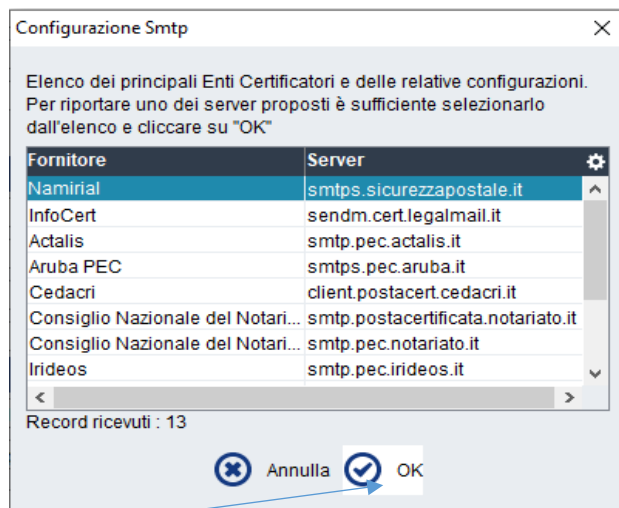 Configurazione Smtp
Elenco dei principali Enti Certificatori e delle relative configurazioni.
Per riportare uno dei server proposti è sufficiente selezionarlo
dall'elenco e cliccare su "OK"
Fornitore Server
Namirial smtps.sicurezzapostale.it
InfoCert sendm.cert.legalmail.it
Actalis smtp.pec.actalis.it
Aruba PEC smtps.pec.aruba.it
Cedacri client.postacert.cedacri.it
Consiglio Nazionale del Notari... smtp.postacertificata.notariato.it
Consiglio Nazionale del Notari... smtp.pec.notariato.it
Irideos smtp.pec.irideos.it
Record ricevuti : 13
Annulla OK